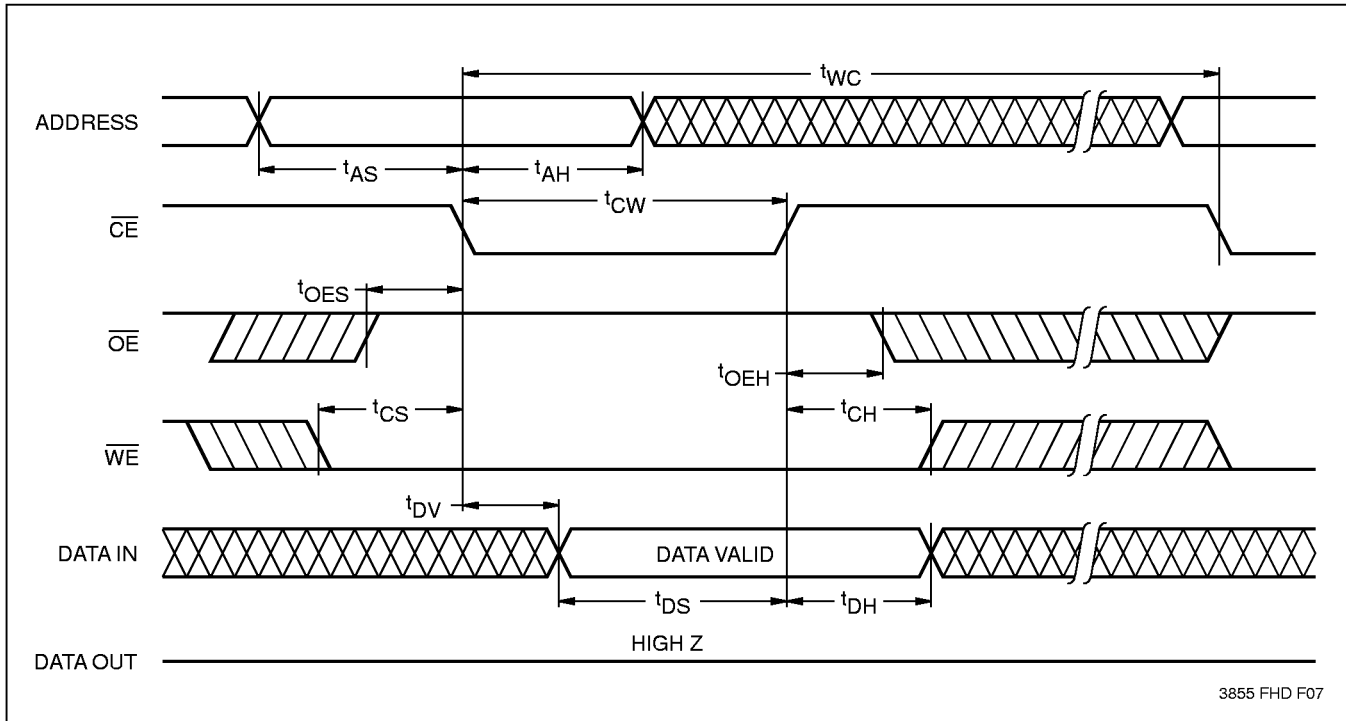 tWC
ADDRESS
tAS
tAH
tCW
CE
tOES
OE
tOEH
tCS
tCH
WE
tDV
DATA IN
DATA VALID
tDS
tDH
HIGH Z
DATA OUT
3855 FHD F07